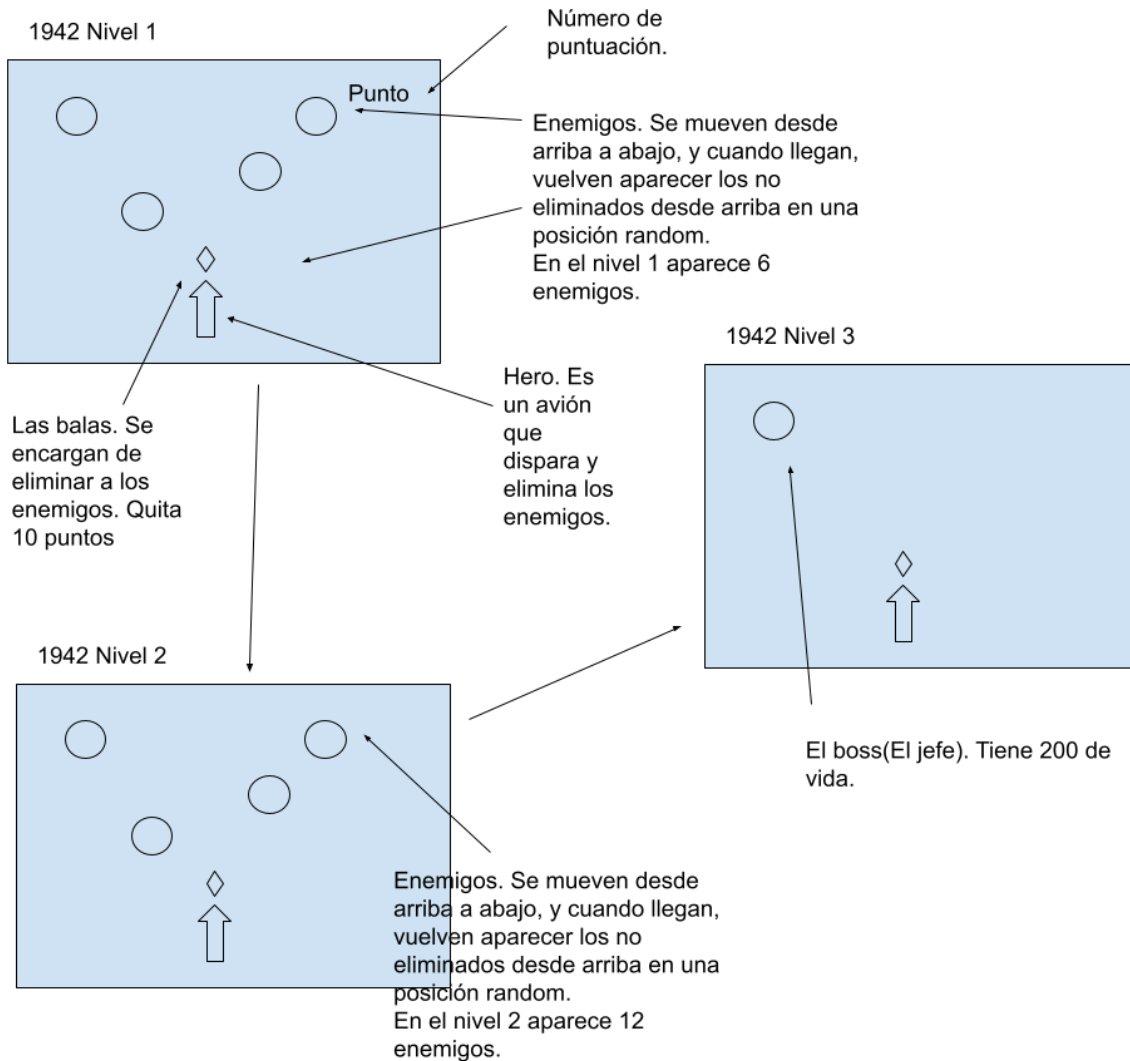 1942 Nivel 1
Punto
Número de
puntuación.
Enemigos. Se mueven desde
arriba a abajo, y cuando llegan,
vuelven aparecer los no
eliminados desde arriba en una
posición random.
En el nivel 1 aparece 6
enemigos.
Las balas. Se
encargan de
eliminar a los
enemigos. Quita
10 puntos
Hero. Es
un avión
que
dispara y
elimina los
enemigos.
1942 Nivel 3
El boss(El jefe). Tiene 200 de
vida.
1942 Nivel 2
Enemigos. Se mueven desde
arriba a abajo, y cuando llegan,
vuelven aparecer los no
eliminados desde arriba en una
posición random.
En el nivel 2 aparece 12
enemigos.